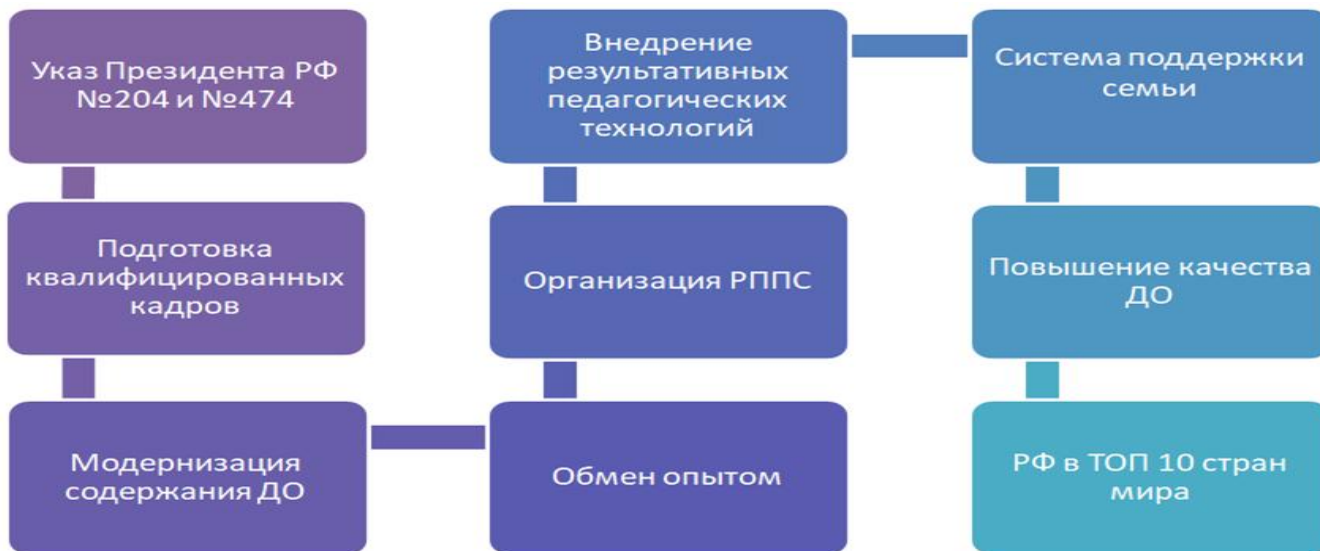 Указ Президента РФ
№204 и №474
Подготовка
квалифицированных
кадров
Модернизация
содержания ДО
Обмен опытом
Организация РППС
Внедрение
результативных
педагогических
технологий
Система поддержки
семьи
Повышение качества
ДО
РФ в ТОП 10 стран
мира